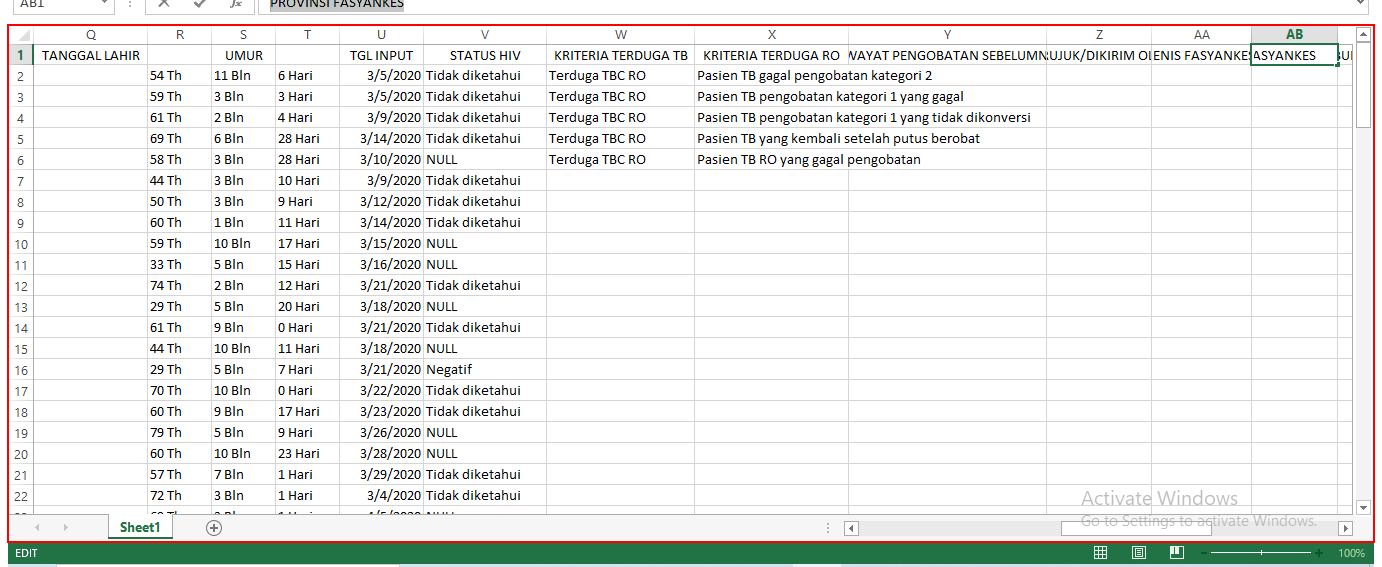 AB1 fx PROVINSI FASYANKES
Q R S T U V W X Y Z AA AB
1 TANGGAL LAHIR UMUR TGL INPUT STATUS HIV KRITERIA TERDUGA TB KRITERIA TERDUGA RO WAYAT PENGOBATAN SEBELUMN UJUK/DIKIRIM OL ENIS FASYANKES ASYANKES
2 54 Th 11 Bln 6 Hari 3/5/2020 Tidak diketahui Terduga TBC RO Pasien TB gagal pengobatan kategori 2
3 59 Th 3 Bln 3 Hari 3/5/2020 Tidak diketahui Terduga TBC RO Pasien TB pengobatan kategori 1 yang gagal
4 61 Th 2 Bln 4 Hari 3/9/2020 Tidak diketahui Terduga TBC RO Pasien TB pengobatan kategori 1 yang tidak dikonversi
5 69 Th 6 Bln 28 Hari 3/14/2020 Tidak diketahui Terduga TBC RO Pasien TB yang kembali setelah putus berobat
6 58 Th 3 Bln 28 Hari 3/10/2020 NULL Terduga TBC RO Pasien TB RO yang gagal pengobatan
7 44 Th 3 Bln 10 Hari 3/9/2020 Tidak diketahui
8 50 Th 3 Bln 9 Hari 3/12/2020 Tidak diketahui
9 60 Th 1 Bln 11 Hari 3/14/2020 Tidak diketahui
10 59 Th 10 Bln 17 Hari 3/15/2020 NULL
11 33 Th 5 Bln 15 Hari 3/16/2020 NULL
12 74 Th 2 Bln 12 Hari 3/21/2020 Tidak diketahui
13 29 Th 5 Bln 20 Hari 3/18/2020 NULL
14 61 Th 9 Bln 0 Hari 3/21/2020 Tidak diketahui
15 44 Th 10 Bln 11 Hari 3/18/2020 NULL
16 29 Th 5 Bln 7 Hari 3/21/2020 Negatif
17 70 Th 10 Bln 0 Hari 3/22/2020 Tidak diketahui
18 60 Th 9 Bln 17 Hari 3/23/2020 Tidak diketahui
19 79 Th 5 Bln 9 Hari 3/26/2020 NULL
20 60 Th 10 Bln 23 Hari 3/28/2020 NULL
21 57 Th 7 Bln 1 Hari 3/29/2020 Tidak diketahui
22 72 Th 3 Bln 1 Hari 3/4/2020 Tidak diketahui
Activate Windows
Go to Settings to activate Windows.
Sheet1
EDIT 100%